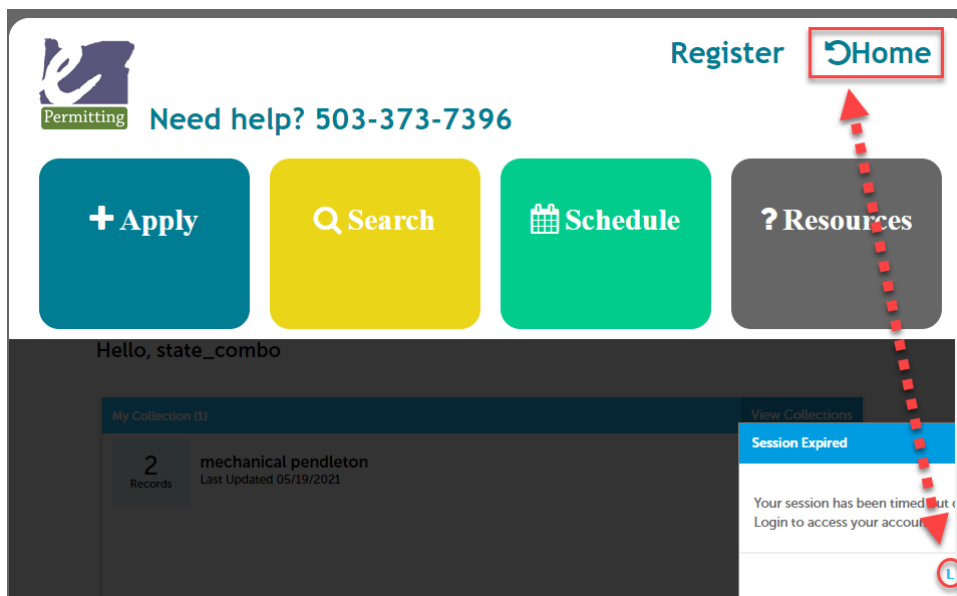 Register Home
Permitting
Need help? 503-373-7396
Apply Search Schedule ? Resources
Hello, state_combo
My Collection (1) View Collections
2 Records
mechanical pendleton
Last Updated 05/19/2021
Session Expired
Your session has been timed
Login to access your
L